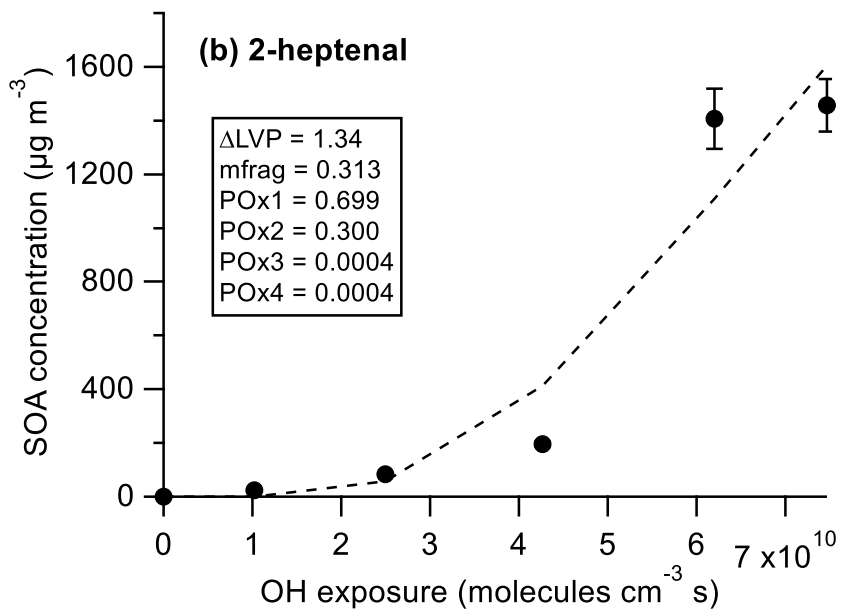 (b) 2-heptenal
ΔLVP = 1.34
mfrag = 0.313
POx1 = 0.699
POx2 = 0.300
POx3 = 0.0004
POx4 = 0.0004
SOA concentration (µg m⁻³)
1600
1200
800
400
0
0 1 2 3 4 5 6 7 x10¹⁰
OH exposure (molecules cm⁻³ s)